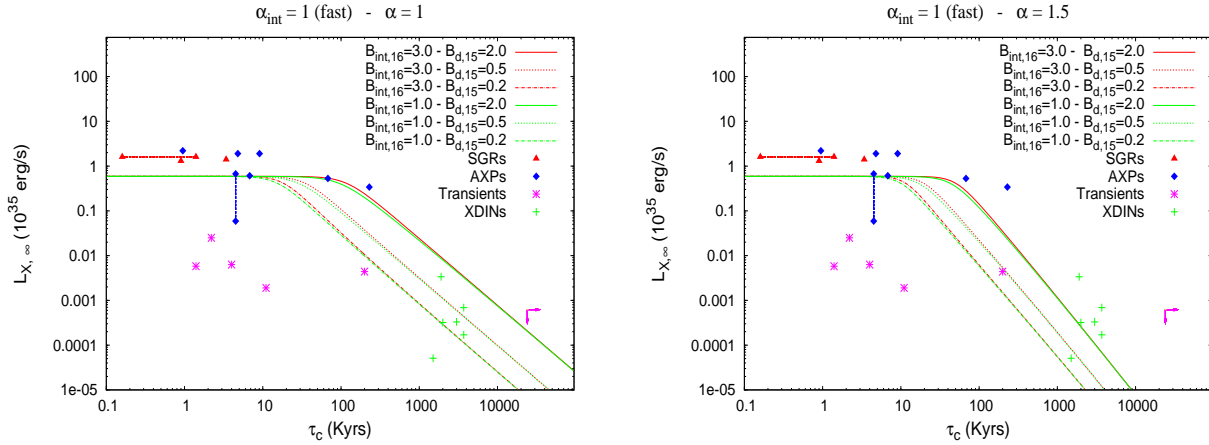 α_int = 1 (fast)  -  α = 1
B_int,16=3.0 - B_d,15=2.0
B_int,16=3.0 - B_d,15=0.5
B_int,16=3.0 - B_d,15=0.2
B_int,16=1.0 - B_d,15=2.0
B_int,16=1.0 - B_d,15=0.5
B_int,16=1.0 - B_d,15=0.2
SGRs
AXPs
Transients
XDINs
L_X,∞ (10^35 erg/s)
100
10
1
0.1
0.01
0.001
0.0001
1e-05
0.1
1
10
100
1000
10000
τ_c (Kyrs)
α_int = 1 (fast)  -  α = 1.5
B_int,16=3.0 - B_d,15=2.0
B_int,16=3.0 - B_d,15=0.5
B_int,16=3.0 - B_d,15=0.2
B_int,16=1.0 - B_d,15=2.0
B_int,16=1.0 - B_d,15=0.5
B_int,16=1.0 - B_d,15=0.2
SGRs
AXPs
Transients
XDINs
L_X,∞ (10^35 erg/s)
100
10
1
0.1
0.01
0.001
0.0001
1e-05
0.1
1
10
100
1000
10000
τ_c (Kyrs)